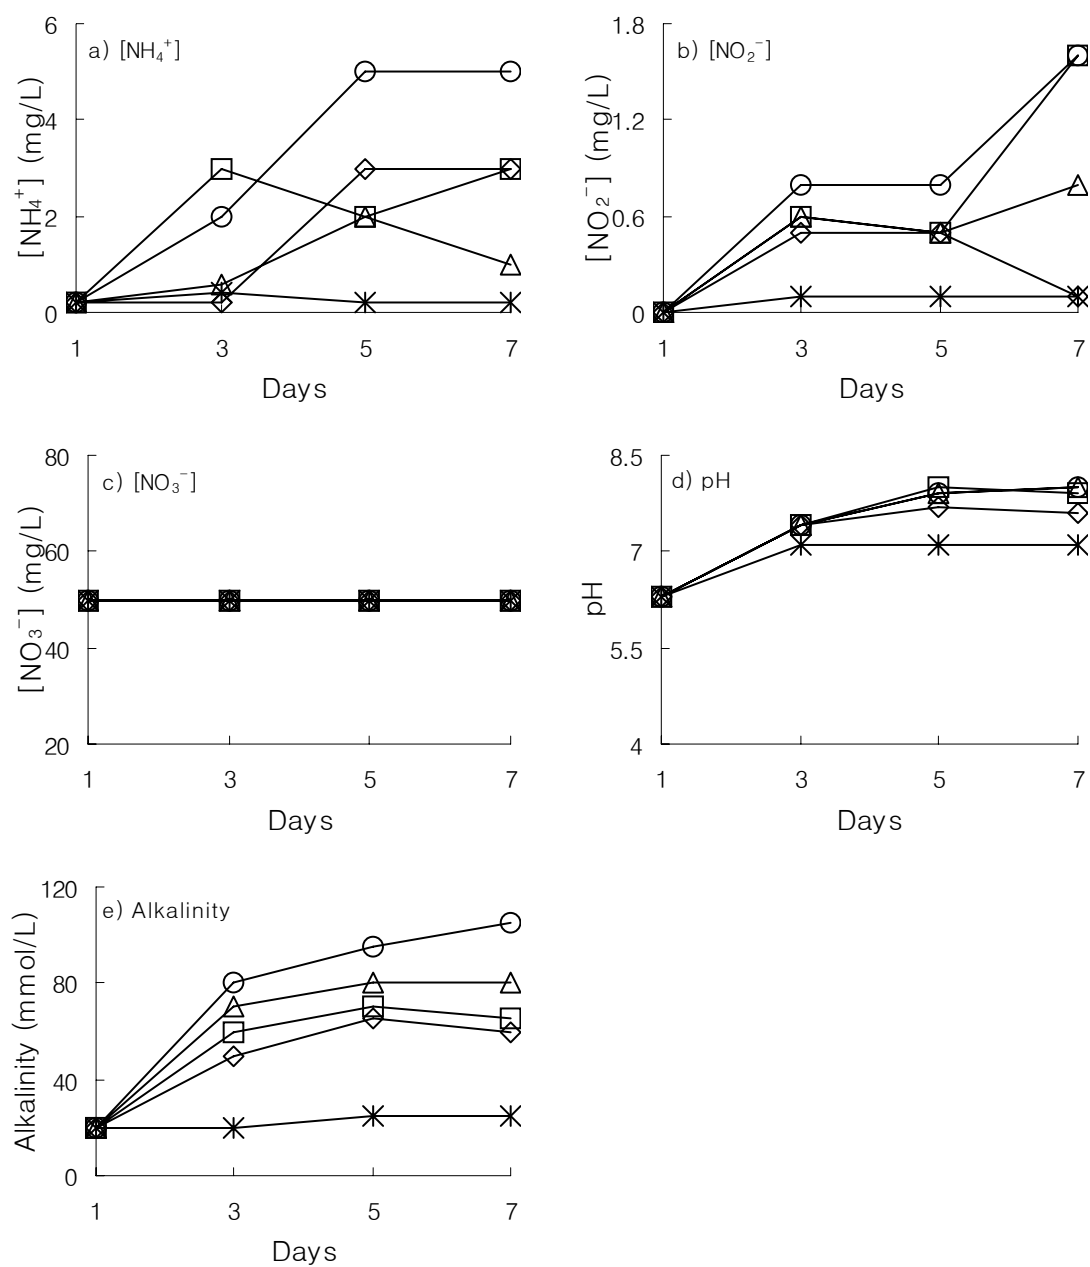 a) [NH₄⁺]
[NH₄⁺] (mg/L)
6
4
2
0
1 3 5 7
Days
b) [NO₂⁻]
[NO₂⁻] (mg/L)
1.8
1.2
0.6
0
1 3 5 7
Days
c) [NO₃⁻]
[NO₃⁻] (mg/L)
80
60
40
20
1 3 5 7
Days
d) pH
pH
8.5
7
5.5
4
1 3 5 7
Days
e) Alkalinity
Alkalinity (mmol/L)
120
80
40
0
1 3 5 7
Days